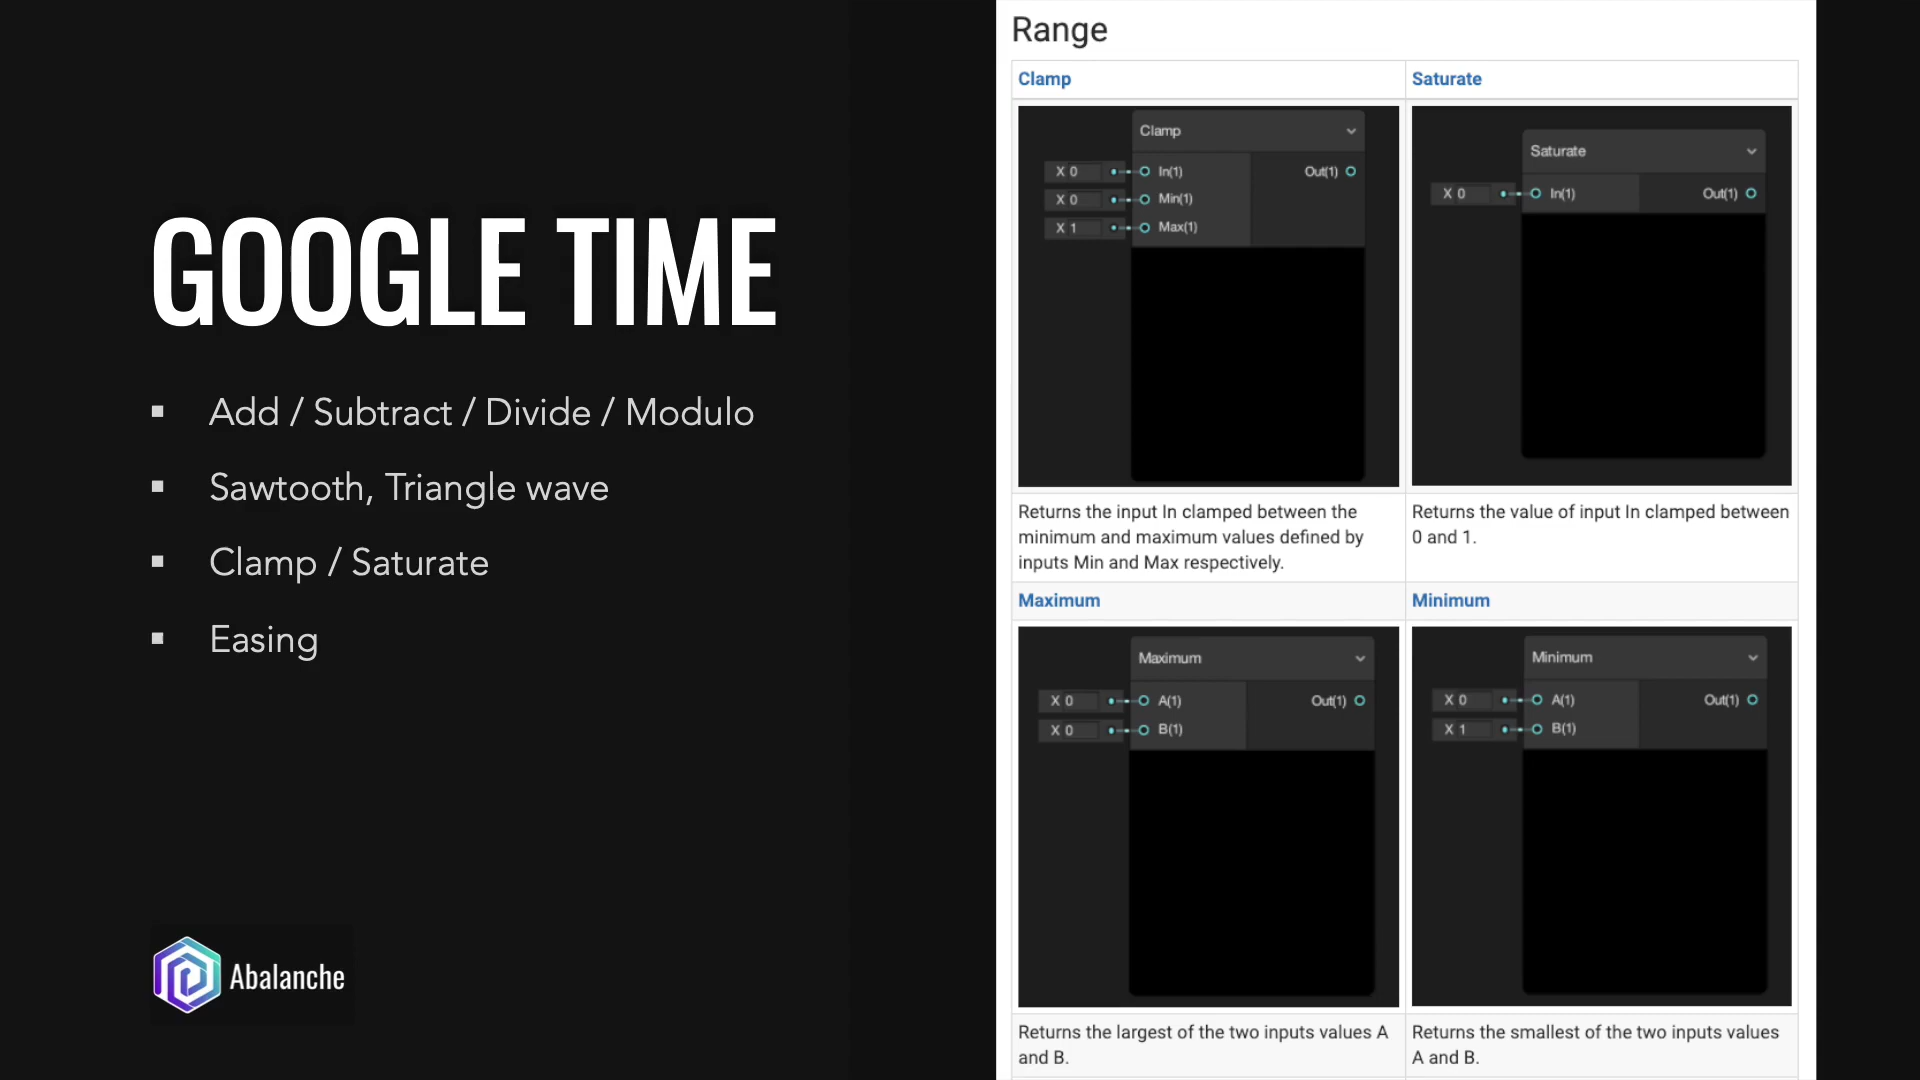 GOOGLE TIME
▪ Add / Subtract / Divide / Modulo
▪ Sawtooth, Triangle wave
▪ Clamp / Saturate
▪ Easing
Abalanche
Range
Clamp
Saturate
Clamp
X 0 In(1) Out(1)
X 0 Min(1)
X 1 Max(1)
Saturate
X 0 In(1) Out(1)
Returns the input In clamped between the
minimum and maximum values defined by
inputs Min and Max respectively.
Returns the value of input In clamped between
0 and 1.
Maximum
Minimum
Maximum
X 0 A(1) Out(1)
X 0 B(1)
Minimum
X 0 A(1) Out(1)
X 1 B(1)
Returns the largest of the two inputs values A
and B.
Returns the smallest of the two inputs values
A and B.